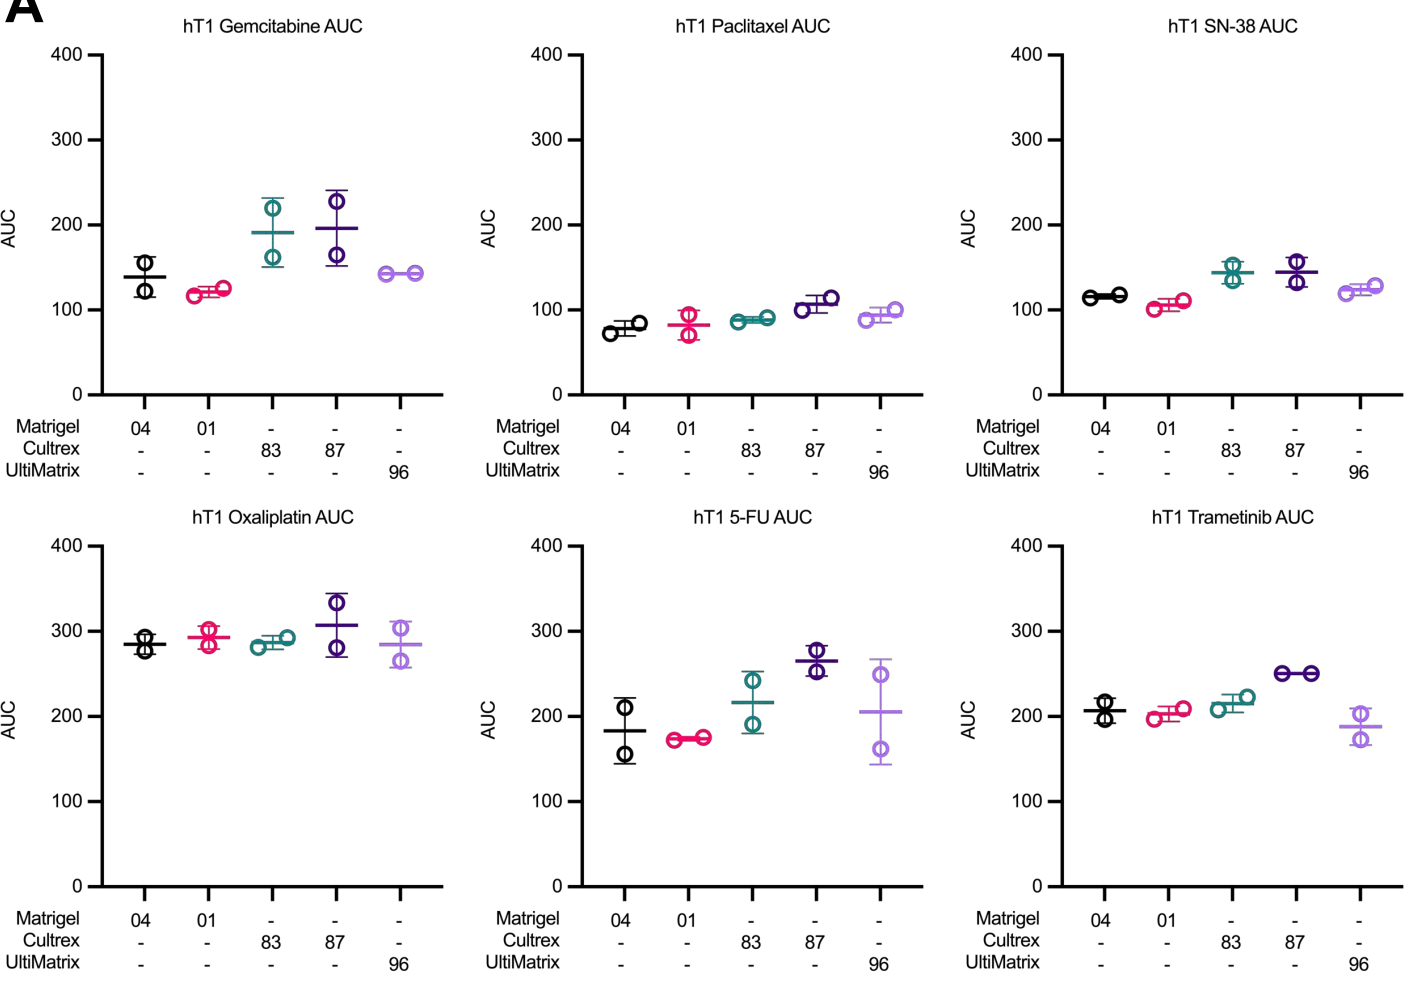 A
hT1 Gemcitabine AUC
400
300
200
100
0
AUC
Matrigel 04 01 - - -
Cultrex - - 83 87 -
UltiMatrix - - - - 96
hT1 Paclitaxel AUC
400
300
200
100
0
AUC
Matrigel 04 01 - - -
Cultrex - - 83 87 -
UltiMatrix - - - - 96
hT1 SN-38 AUC
400
300
200
100
0
AUC
Matrigel 04 01 - - -
Cultrex - - 83 87 -
UltiMatrix - - - - 96
hT1 Oxaliplatin AUC
400
300
200
100
0
AUC
Matrigel 04 01 - - -
Cultrex - - 83 87 -
UltiMatrix - - - - 96
hT1 5-FU AUC
400
300
200
100
0
AUC
Matrigel 04 01 - - -
Cultrex - - 83 87 -
UltiMatrix - - - - 96
hT1 Trametinib AUC
400
300
200
100
0
AUC
Matrigel 04 01 - - -
Cultrex - - 83 87 -
UltiMatrix - - - - 96